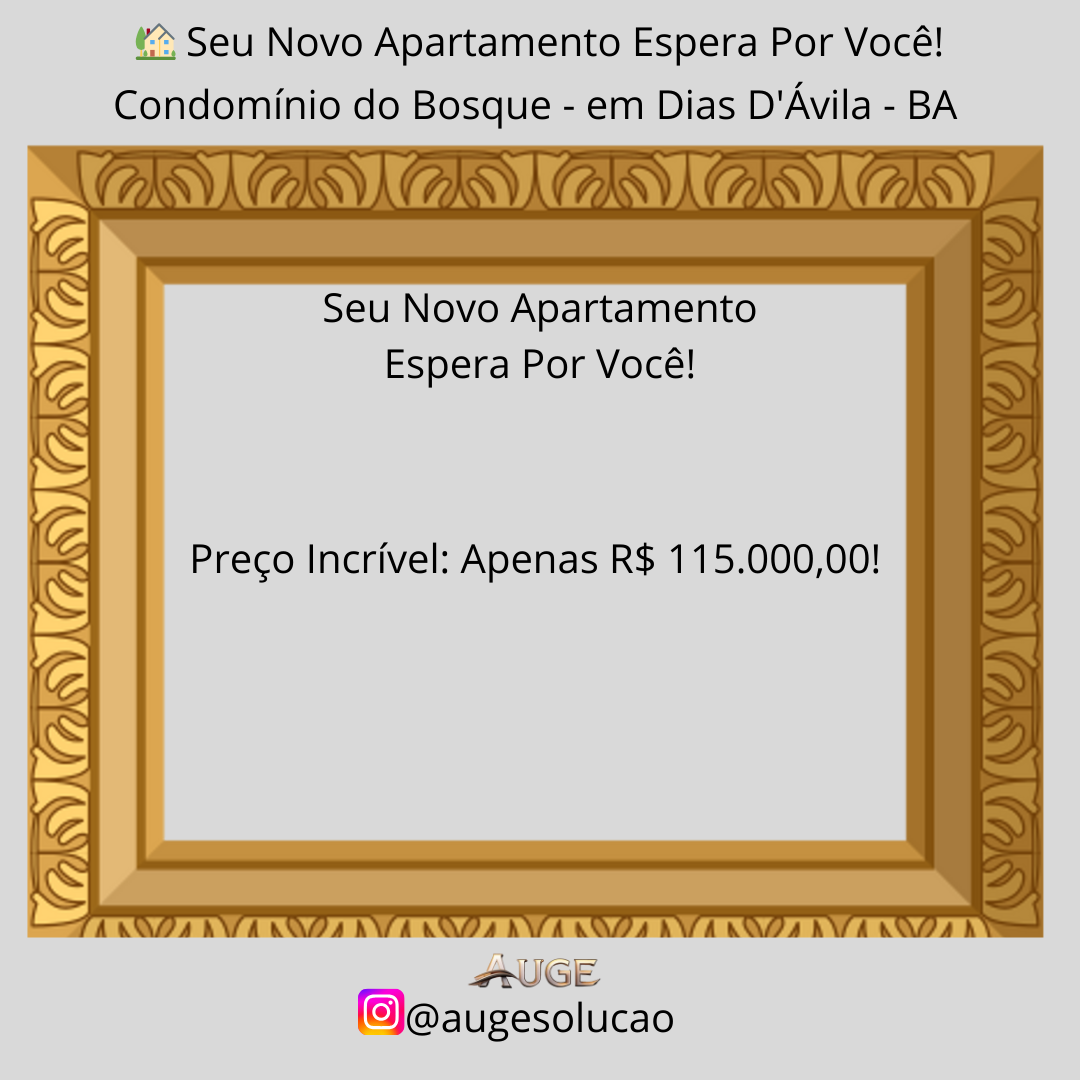 🏡 Seu Novo Apartamento Espera Por Você!
Condomínio do Bosque - em Dias D'Ávila - BA
Seu Novo Apartamento
Espera Por Você!
Preço Incrível: Apenas R$ 115.000,00!
AUGE
@augesolucao